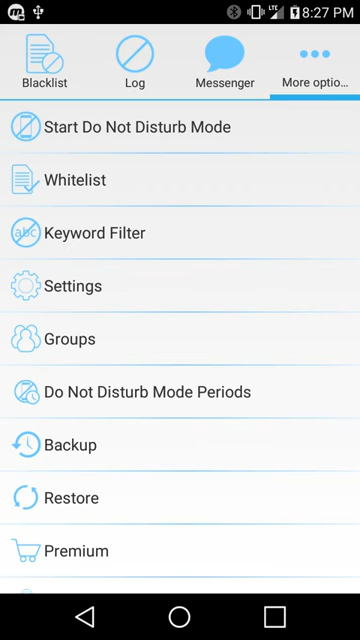 8:27 PM
Blacklist
Log
Messenger
More optio...
Start Do Not Disturb Mode
Whitelist
abc
Keyword Filter
Settings
Groups
Do Not Disturb Mode Periods
Backup
Restore
Premium